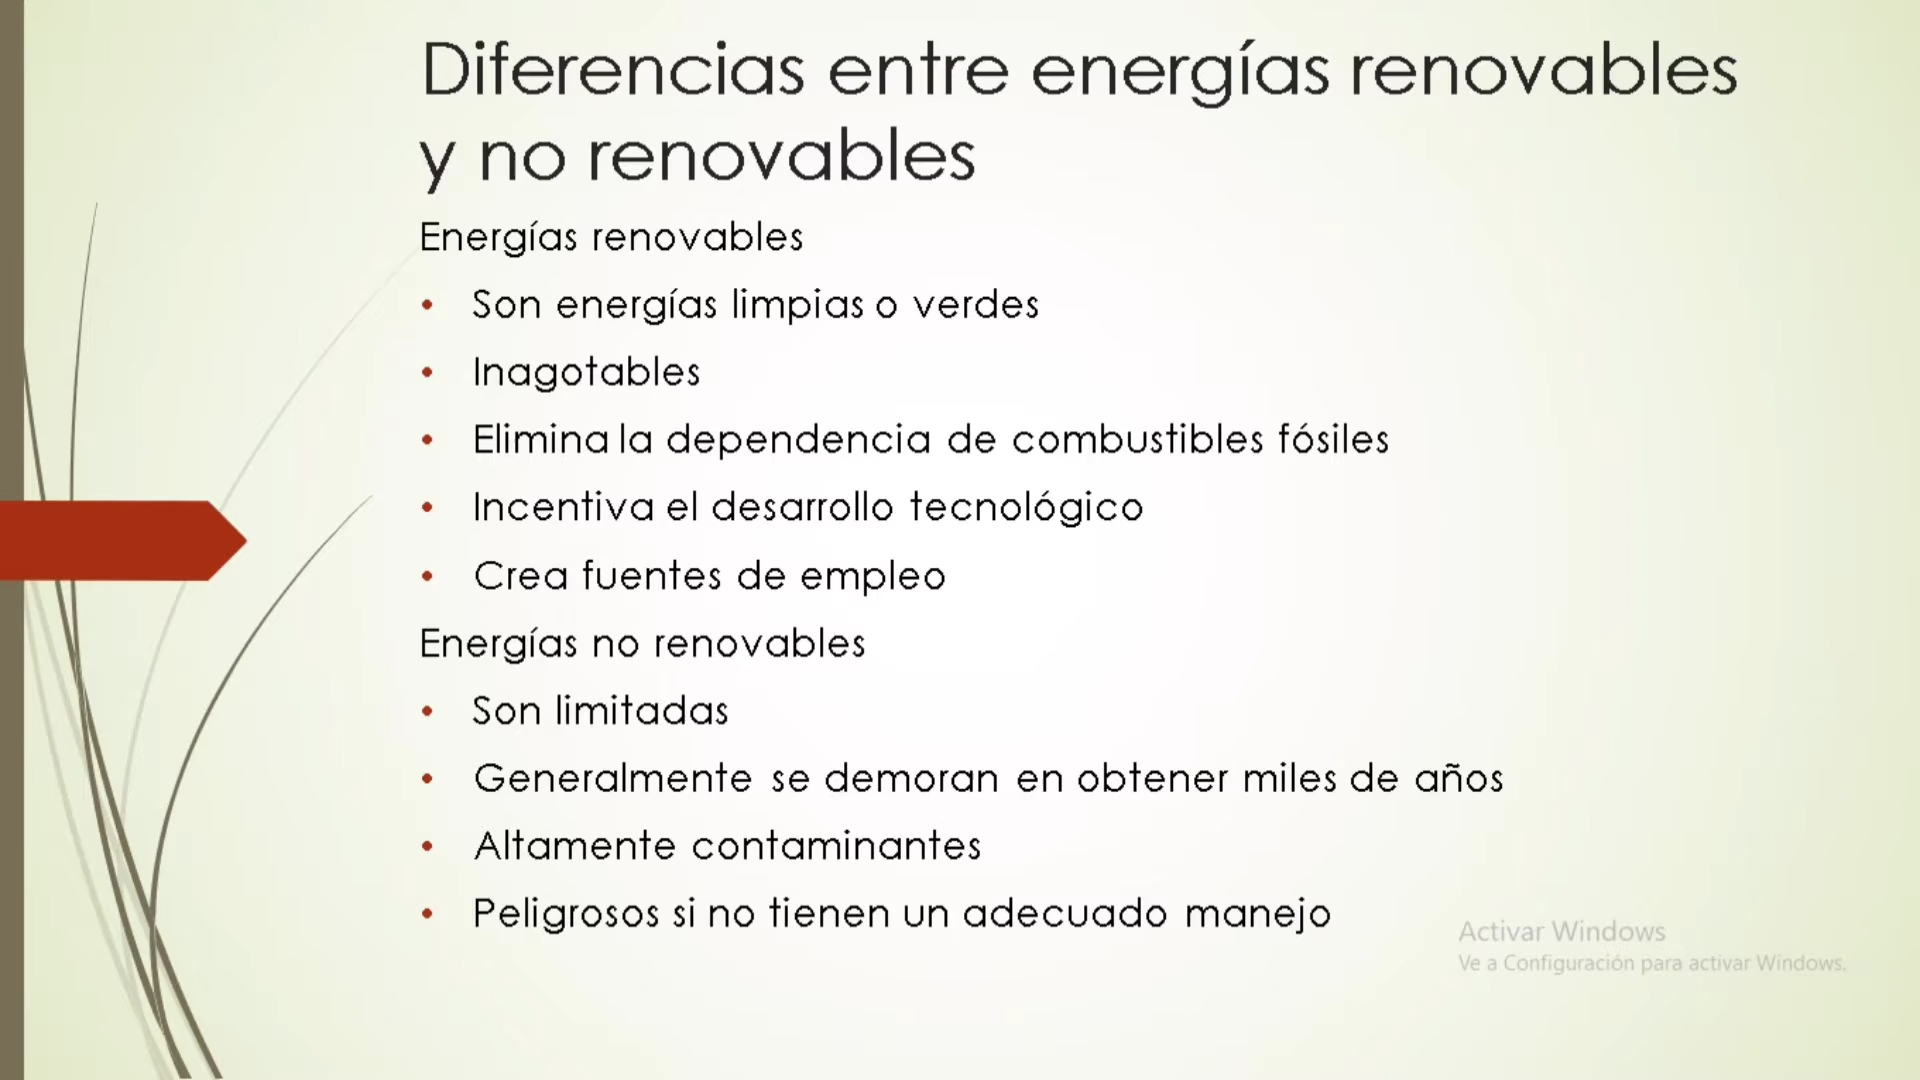 Diferencias entre energías renovables
y no renovables
Energías renovables
• Son energías limpias o verdes
• Inagotables
• Elimina la dependencia de combustibles fósiles
• Incentiva el desarrollo tecnológico
• Crea fuentes de empleo
Energías no renovables
• Son limitadas
• Generalmente se demoran en obtener miles de años
• Altamente contaminantes
• Peligrosos si no tienen un adecuado manejo
Activar Windows
Ve a Configuración para activar Windows.